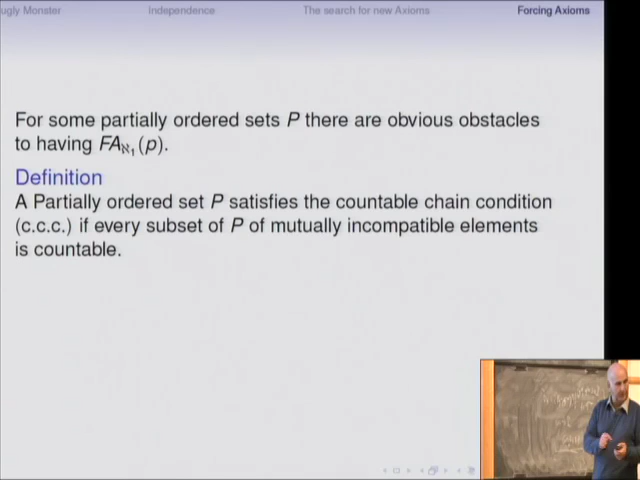 ugly Monster Independence The search for new Axioms Forcing Axioms
For some partially ordered sets P there are obvious obstacles
to having FAℵ₁(p).
Definition
A Partially ordered set P satisfies the countable chain condition
(c.c.c.) if every subset of P of mutually incompatible elements
is countable.